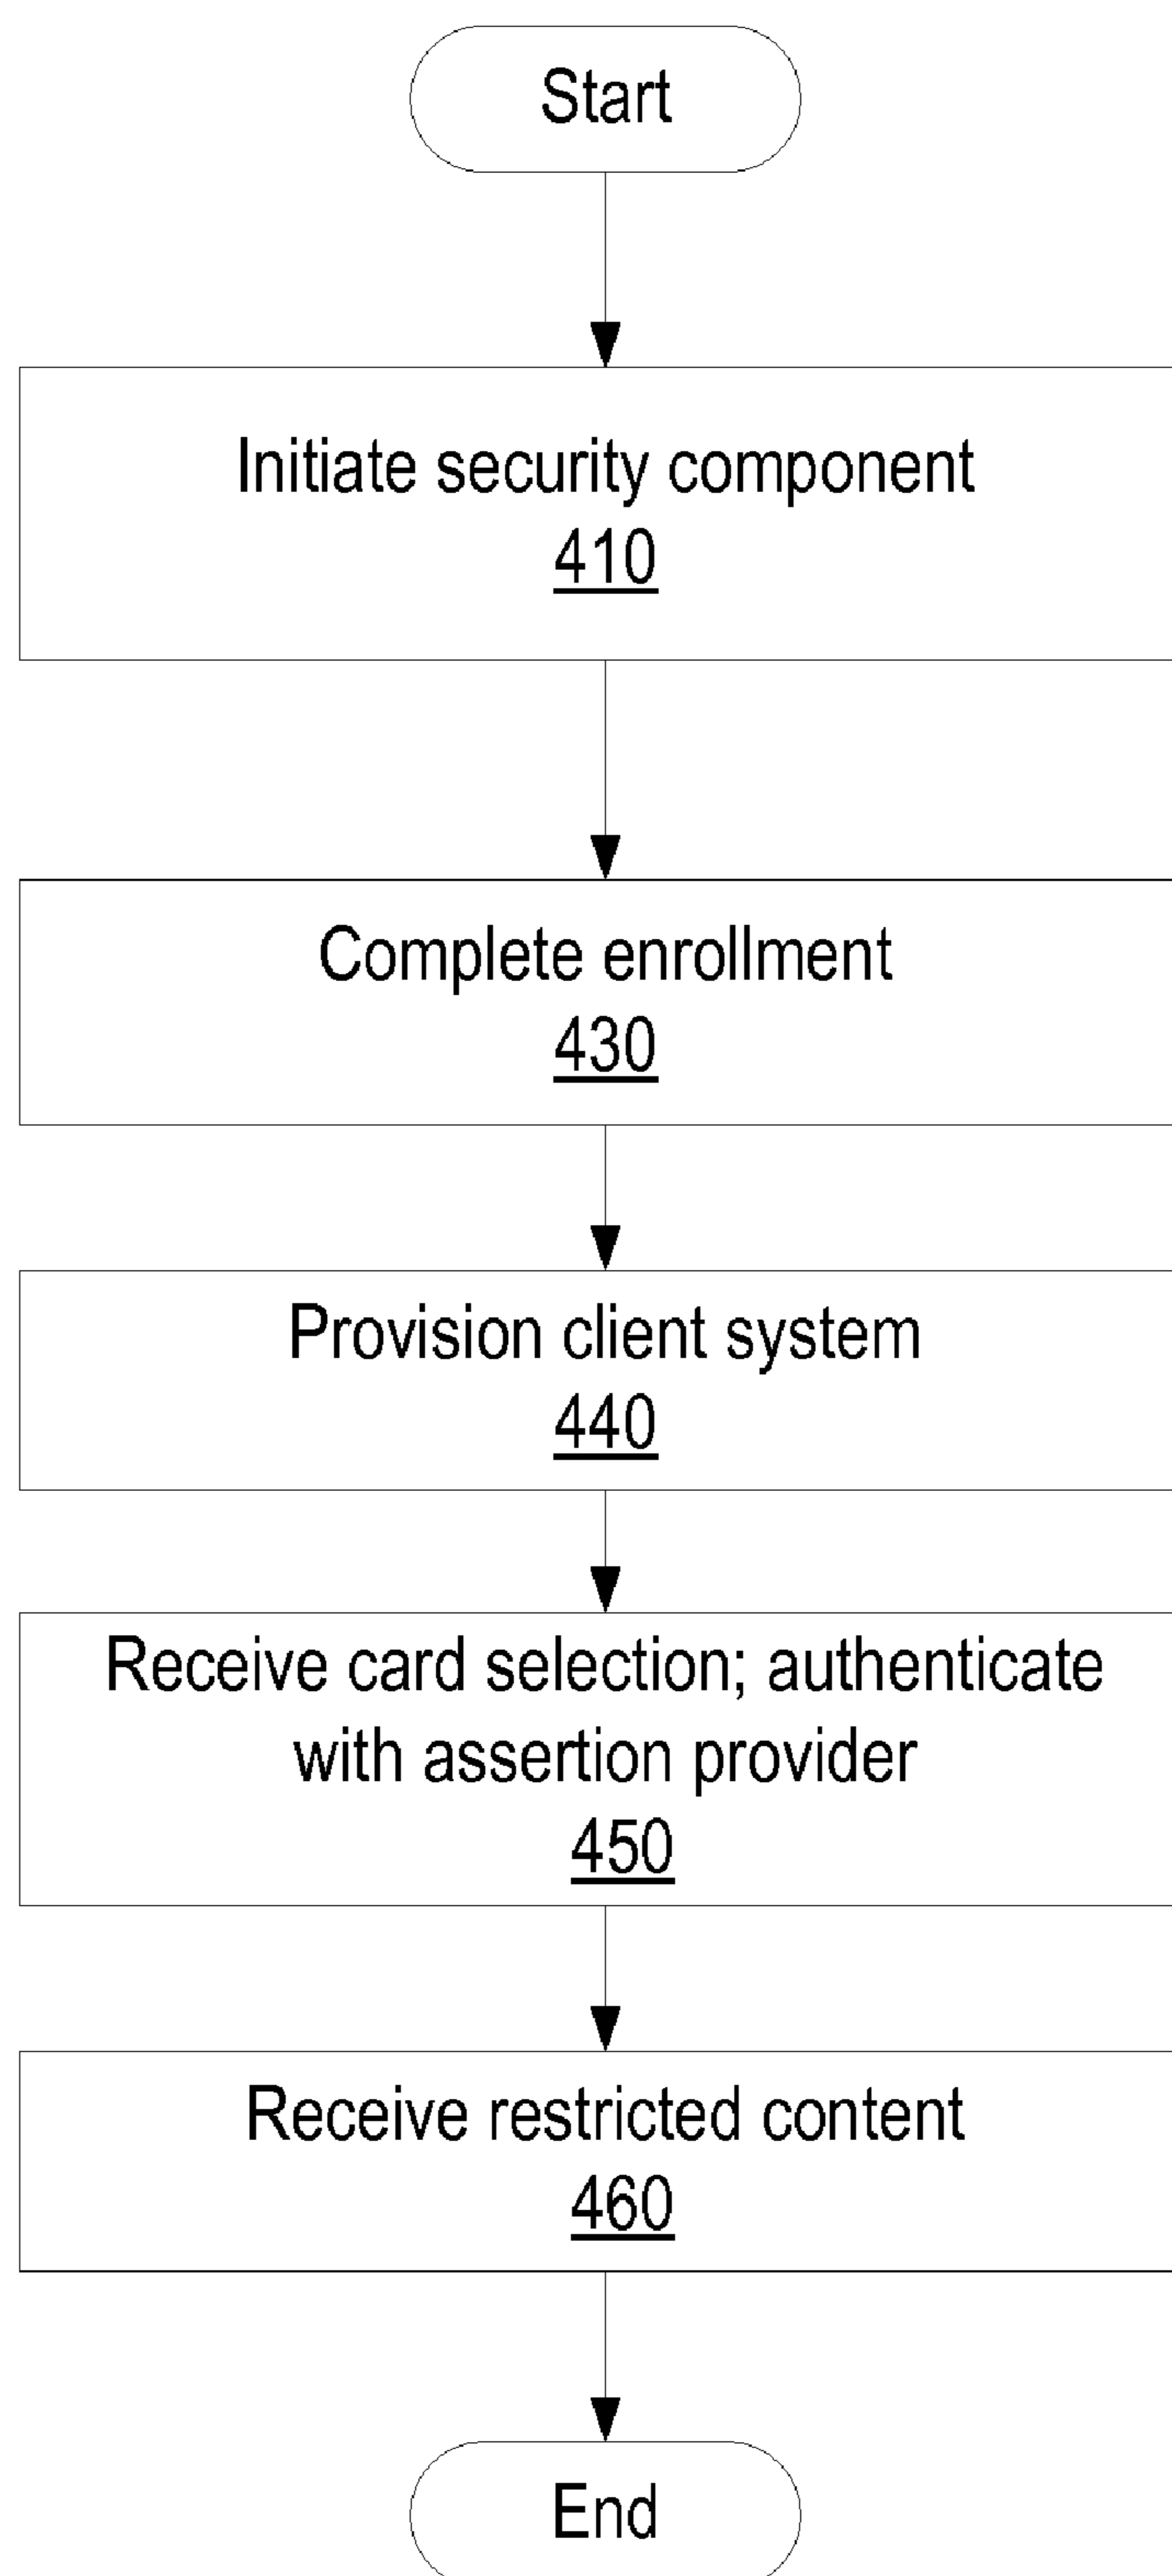 Start
Initiate security component
410
Complete enrollment
430
Provision client system
440
Receive card selection; authenticate
with assertion provider
450
Receive restricted content
460
End